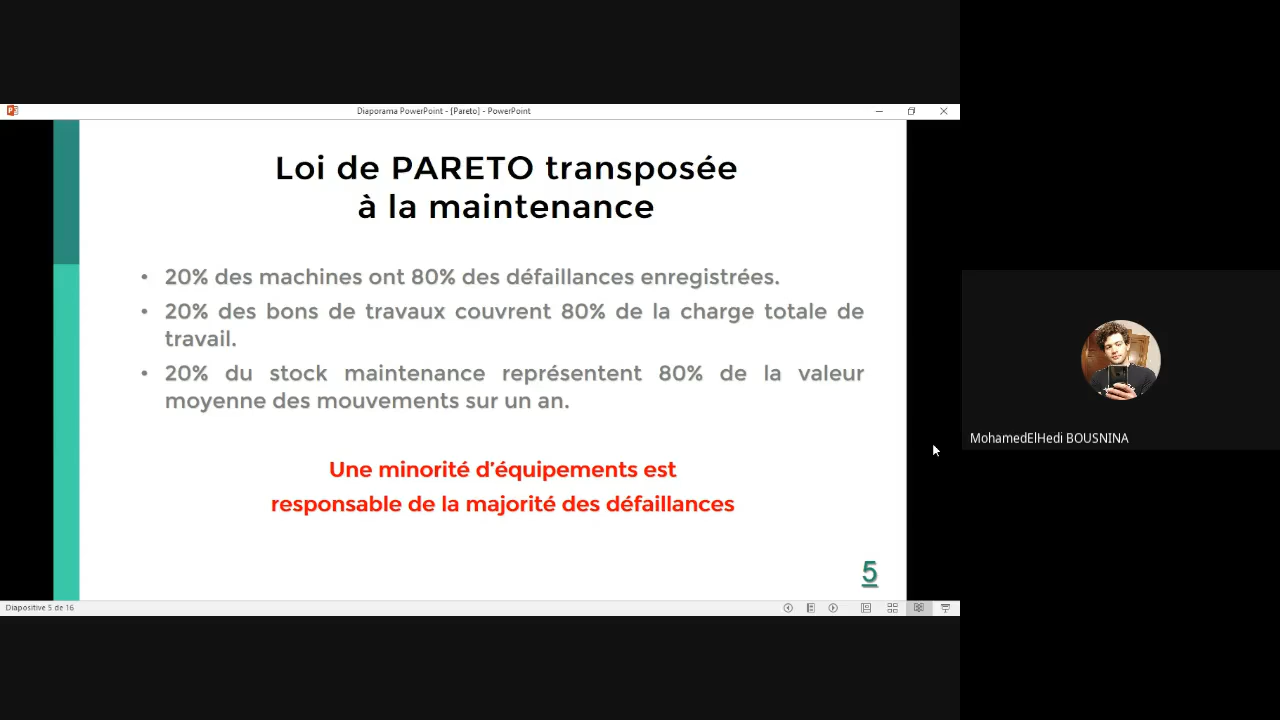 Diaporama PowerPoint - [Pareto] - PowerPoint
Loi de PARETO transposée
à la maintenance
• 20% des machines ont 80% des défaillances enregistrées.
• 20% des bons de travaux couvrent 80% de la charge totale de
travail.
• 20% du stock maintenance représentent 80% de la valeur
moyenne des mouvements sur un an.
Une minorité d'équipements est
responsable de la majorité des défaillances
5
Diapositive 5 de 16
MohamedElHedi BOUSNINA